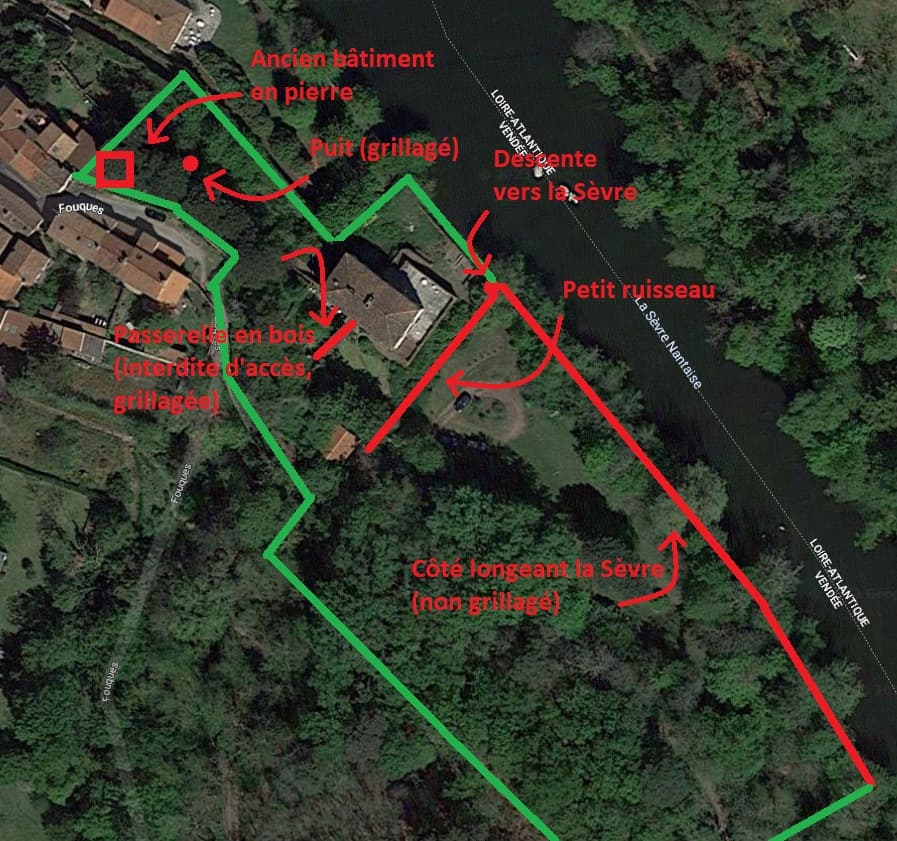 Ancien bâtiment
en pierre
LOIRE-ATLANTIQUE
VENDÉE
Puit (grillagé)
Descente
vers la Sèvre
Fouques
Petit ruisseau
La Sèvre Nantaise
Passerelle en bois
(interdite d'accès,
grillagée)
Fouques
Côté longeant la Sèvre
(non grillagé)
LOIRE-ATLANTIQUE
VENDÉE
Fouques